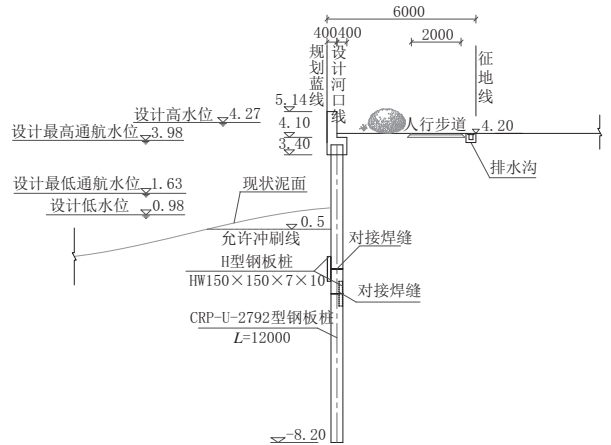 6000
400400
2000
规划蓝线
设计河口线
征地线
5.14
设计高水位 4.27
设计最高通航水位 3.98
4.10
3.40
人行步道
4.20
排水沟
设计最低通航水位 1.63
设计低水位 0.98
现状泥面
0.5
允许冲刷线
对接焊缝
H型钢板桩
HW150×150×7×10
对接焊缝
CRP-U-2792型钢板桩
L=12000
-8.20